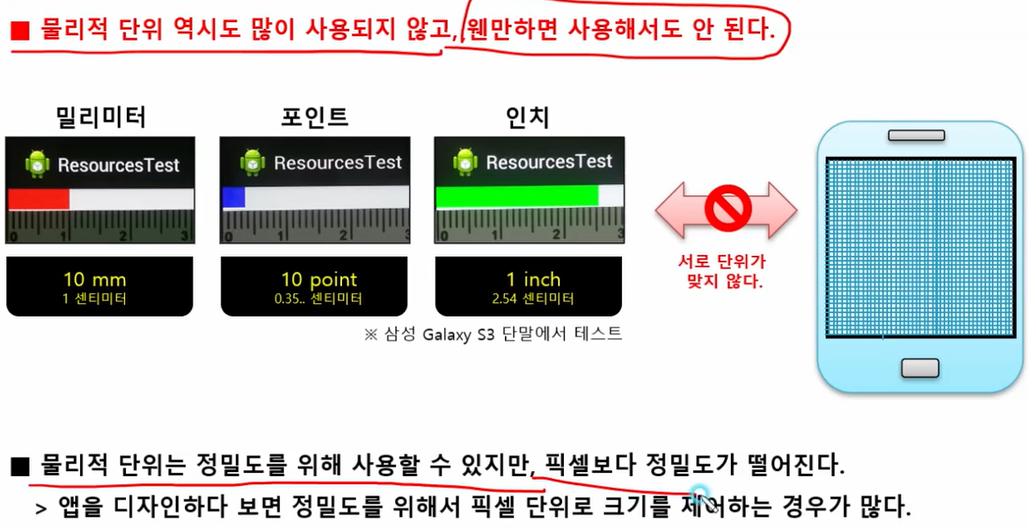 ■ 물리적 단위 역시도 많이 사용되지 않고, 웬만하면 사용해서도 안 된다.
밀리미터 포인트 인치
ResourcesTest ResourcesTest ResourcesTest
0 1 2 3 0 1 2 3 0 1 2 3
10 mm 10 point 1 inch
1 센티미터 0.35.. 센티미터 2.54 센티미터
서로 단위가
맞지 않다.
※ 삼성 Galaxy S3 단말에서 테스트
■ 물리적 단위는 정밀도를 위해 사용할 수 있지만, 픽셀보다 정밀도가 떨어진다.
> 앱을 디자인하다 보면 정밀도를 위해서 픽셀 단위로 크기를 제어하는 경우가 많다.